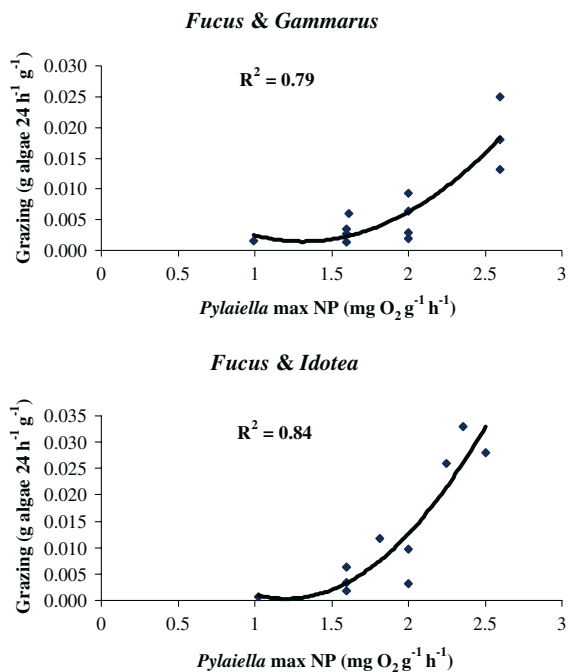 Fucus & Gammarus
R² = 0.79
Grazing (g algae 24 h⁻¹ g⁻¹)
0.030
0.025
0.020
0.015
0.010
0.005
0.000
0 0.5 1 1.5 2 2.5 3
Pylaiella max NP (mg O₂ g⁻¹ h⁻¹)
Fucus & Idotea
R² = 0.84
Grazing (g algae 24 h⁻¹ g⁻¹)
0.035
0.030
0.025
0.020
0.015
0.010
0.005
0.000
0 0.5 1 1.5 2 2.5 3
Pylaiella max NP (mg O₂ g⁻¹ h⁻¹)